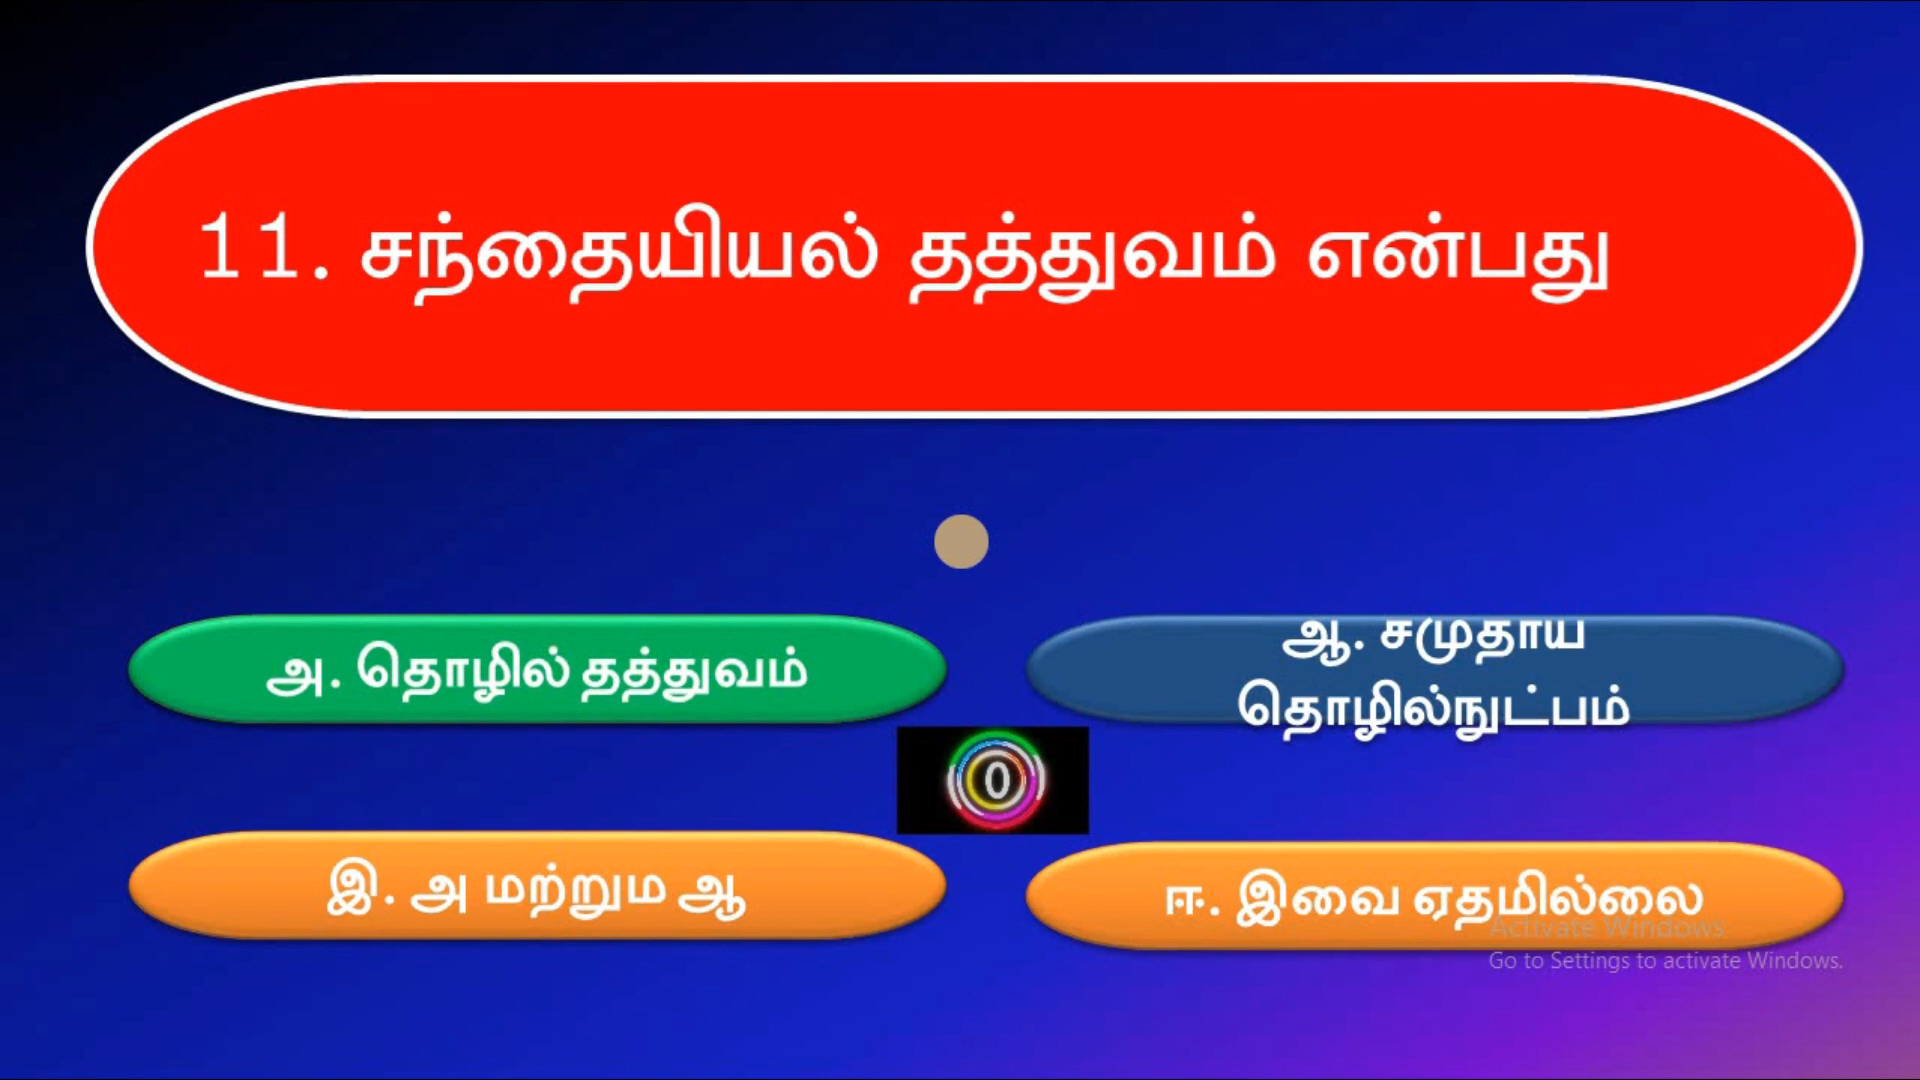 11. சந்தையியல் தத்துவம் என்பது
அ. தொழில் தத்துவம்
ஆ. சமுதாய
தொழில்நுட்பம்
0
இ. அ மற்றும ஆ
ஈ. இவை ஏதமில்லை
Activate Windows
Go to Settings to activate Windows.